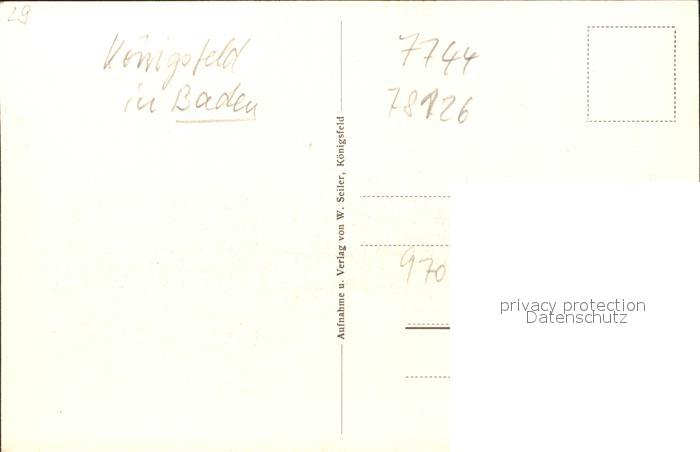 29
Königsfeld
in Baden
Aufnahme u. Verlag von W. Seiler, Königsfeld
7744
78126
970
privacy protection
Datenschutz